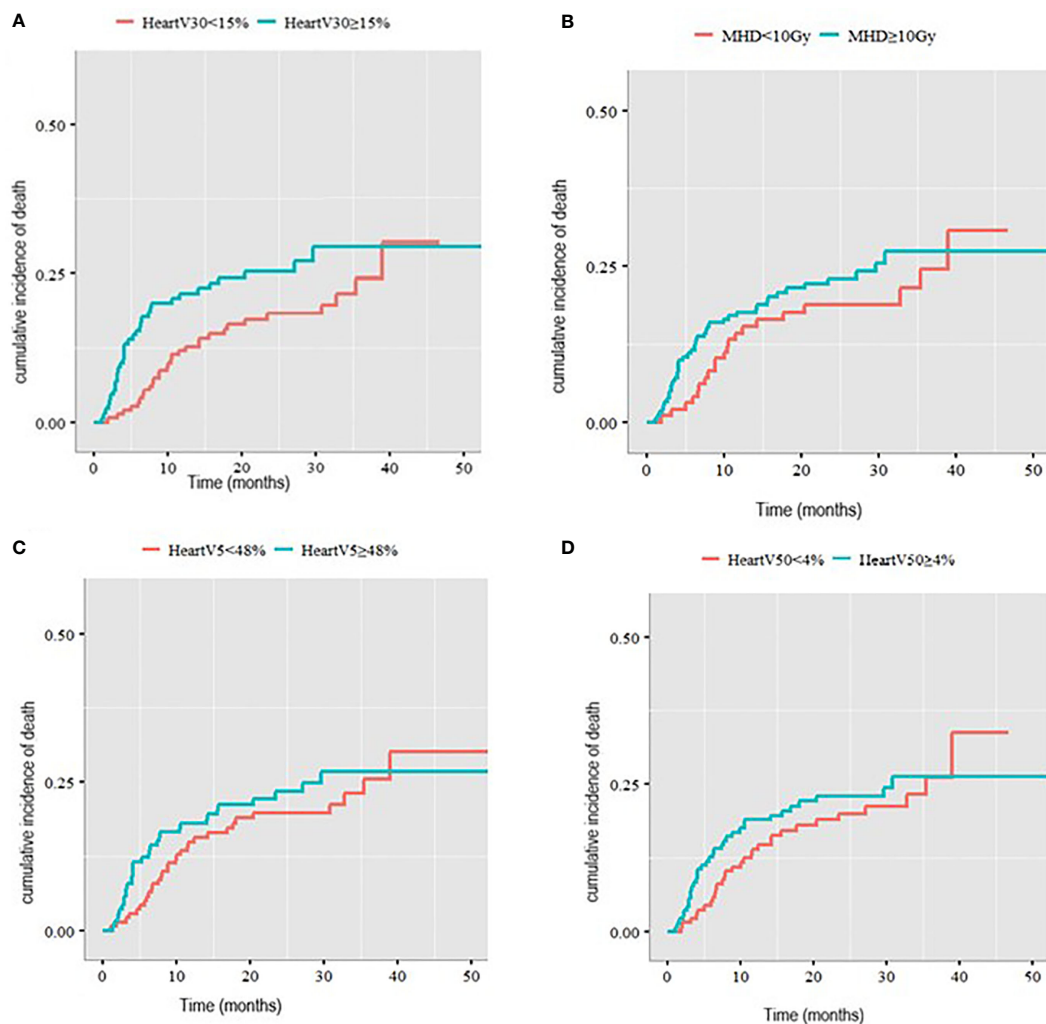 A
HeartV30<15% HeartV30≥15%
cumulative incidence of death
0.50
0.25
0.00
0 10 20 30 40 50
Time (months)
B
MHD<10Gy MHD≥10Gy
cumulative incidence of death
0.50
0.25
0.00
0 10 20 30 40 50
Time (months)
C
HeartV5<48% HeartV5≥48%
cumulative incidence of death
0.50
0.25
0.00
0 10 20 30 40 50
Time (months)
D
HeartV50<4% HeartV50≥4%
cumulative incidence of death
0.50
0.25
0.00
0 10 20 30 40 50
Time (months)